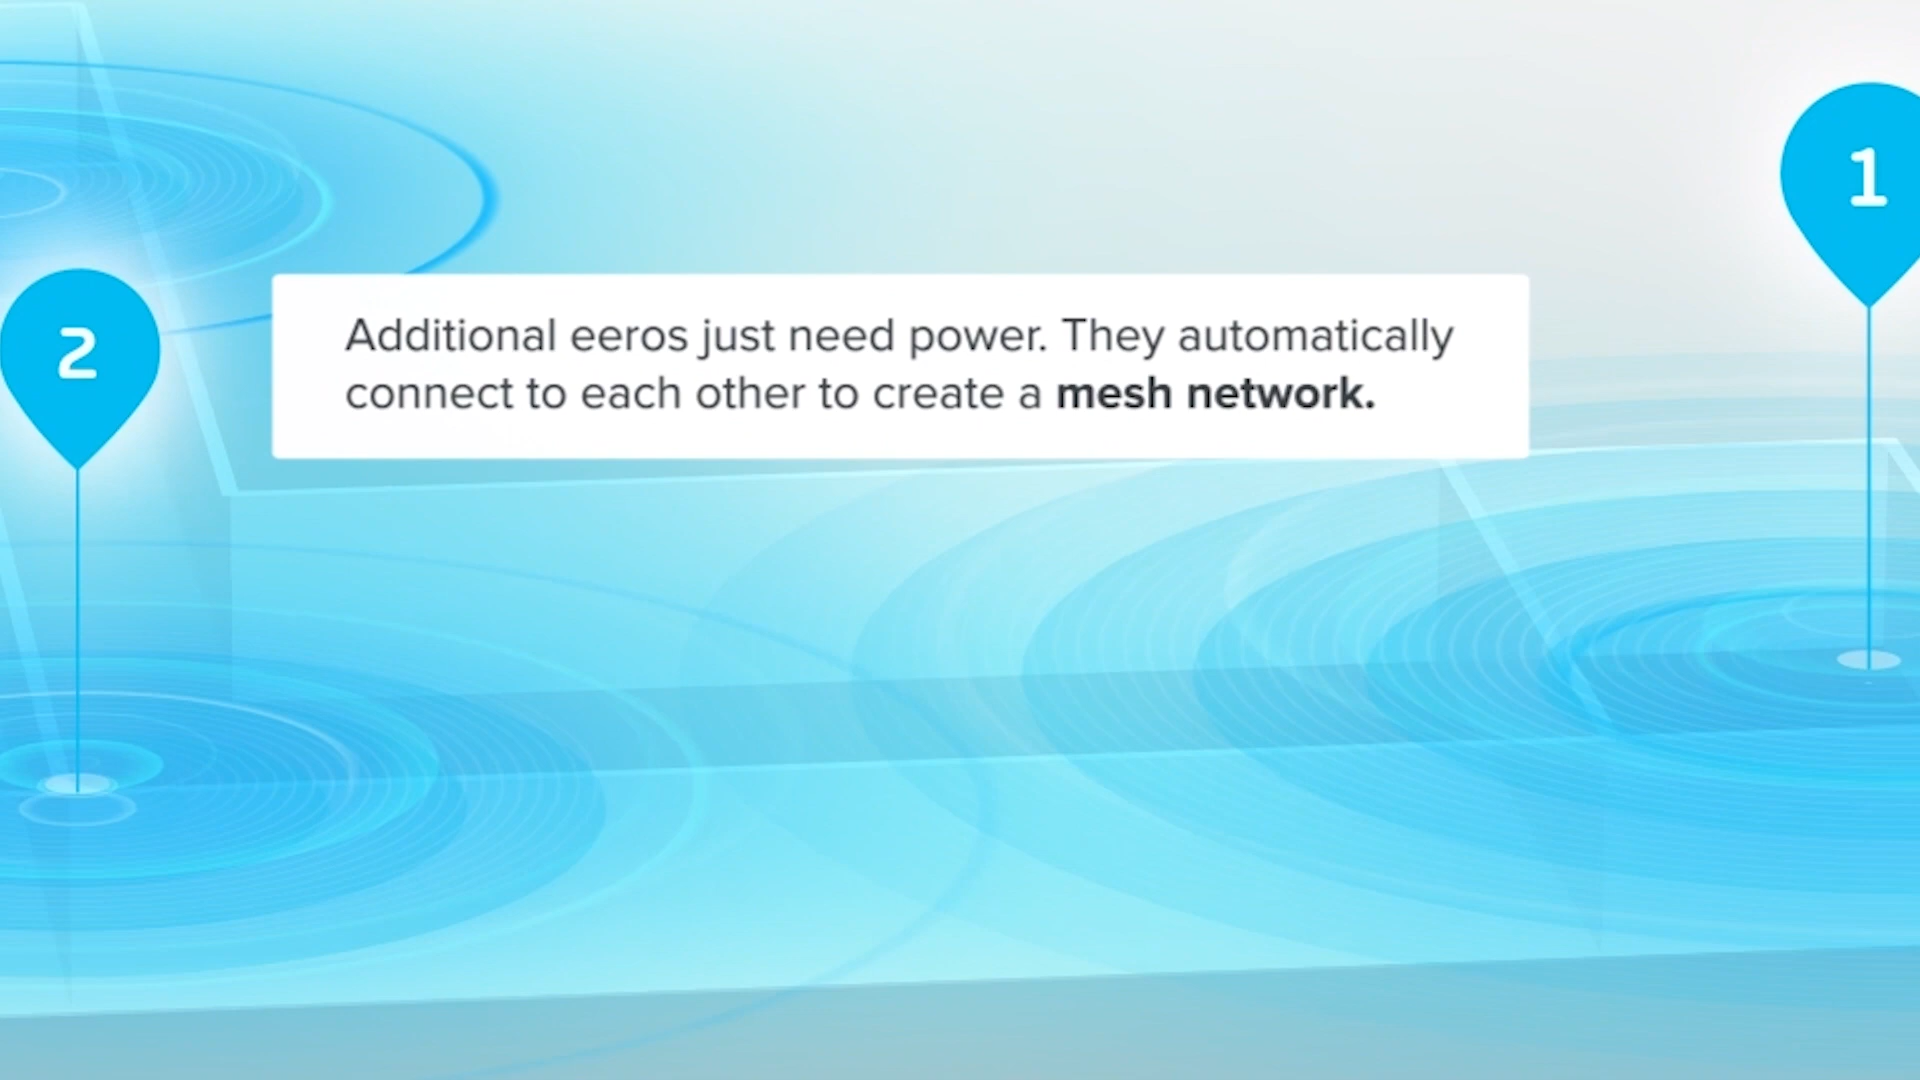 1
2
Additional eeros just need power. They automatically
connect to each other to create a mesh network.